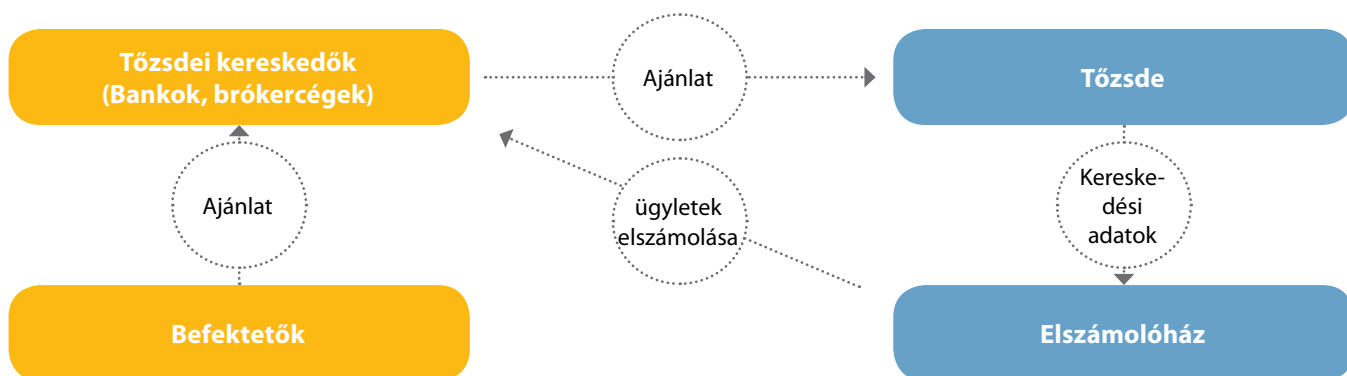 Tőzsdei kereskedők
(Bankok, brókercégek)
Ajánlat
Tőzsde
Ajánlat
ügyletek
elszámolása
Kereske-
dési
adatok
Befektetők
Elszámolóház